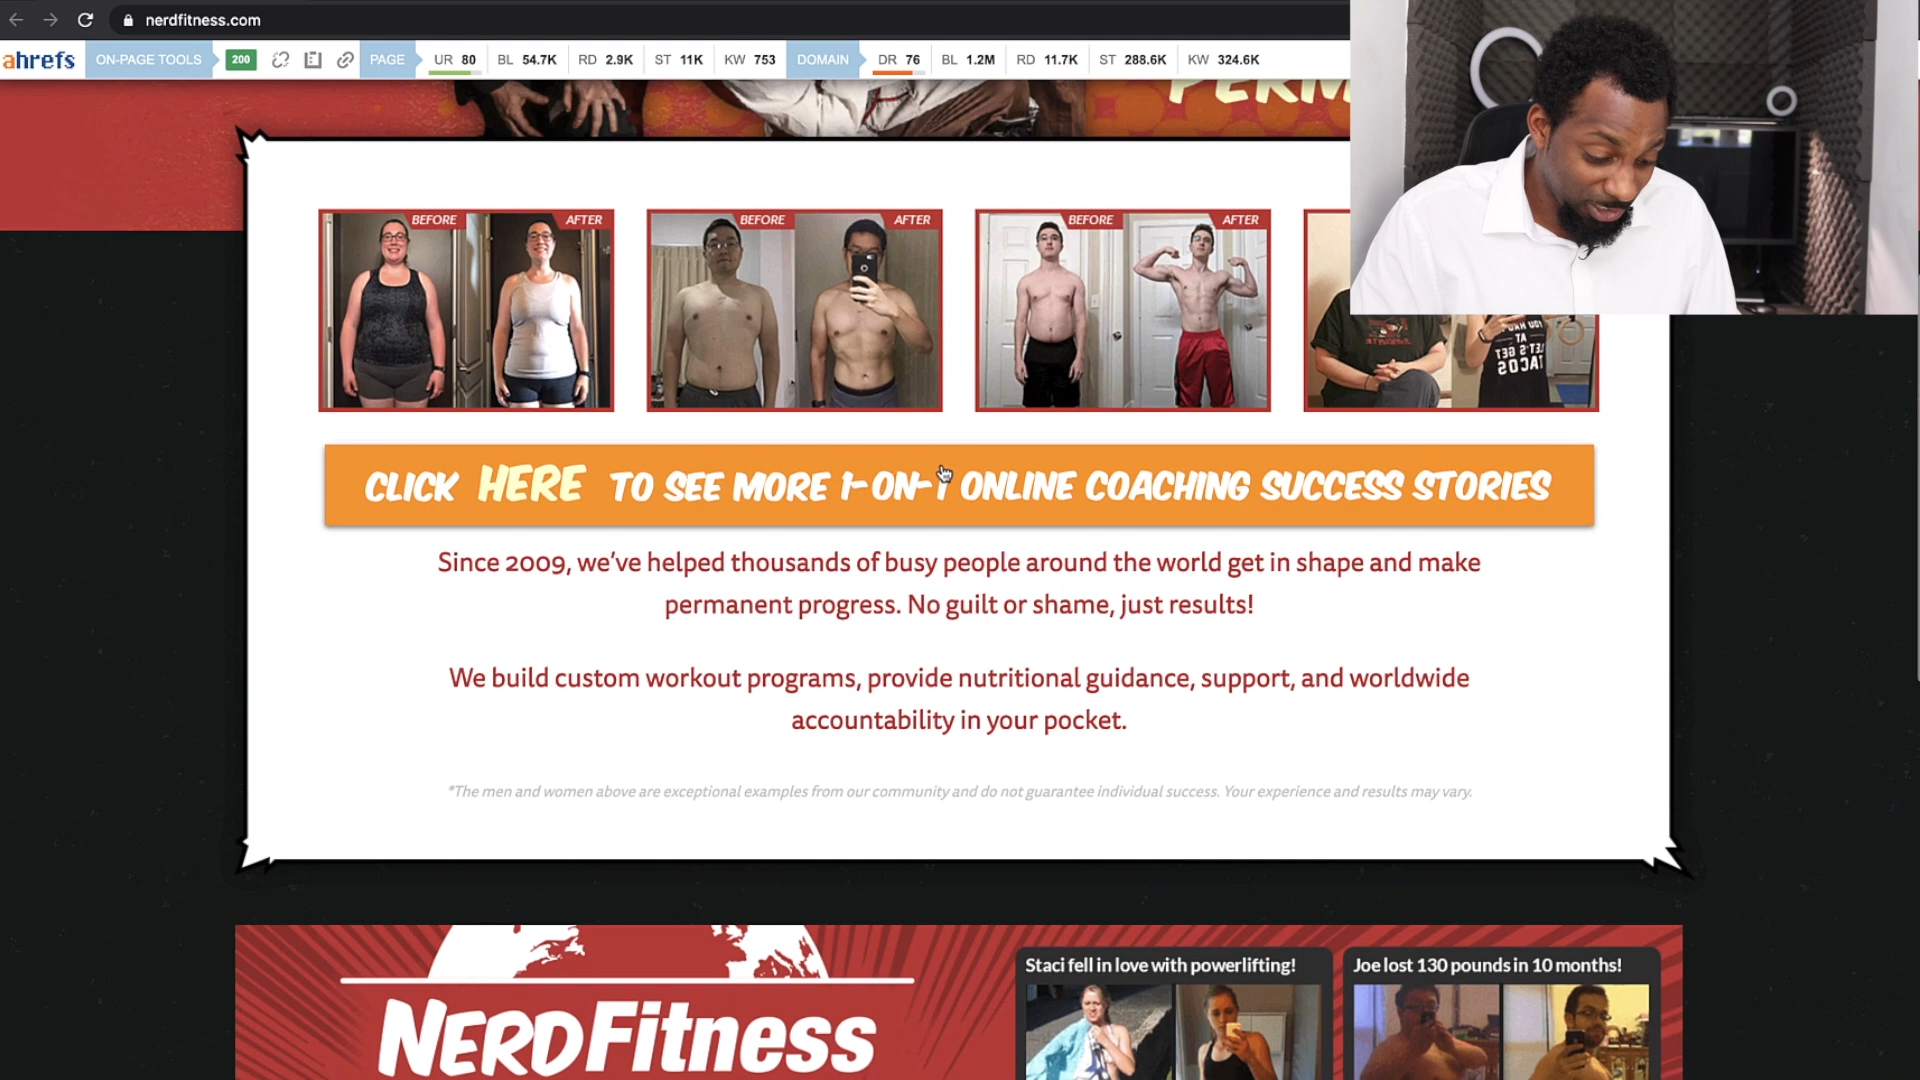 nerdfitness.com
ahrefs ON-PAGE TOOLS 200 PAGE UR 80 BL 54.7K RD 2.9K ST 11K KW 753 DOMAIN DR 76 BL 1.2M RD 11.7K ST 288.6K KW 324.6K
BEFORE AFTER BEFORE AFTER BEFORE AFTER
AT
LET'S GET
TACOS
CLICK HERE TO SEE MORE 1-ON-1 ONLINE COACHING SUCCESS STORIES
Since 2009, we've helped thousands of busy people around the world get in shape and make
permanent progress. No guilt or shame, just results!
We build custom workout programs, provide nutritional guidance, support, and worldwide
accountability in your pocket.
*The men and women above are exceptional examples from our community and do not guarantee individual success. Your experience and results may vary.
Staci fell in love with powerlifting! Joe lost 130 pounds in 10 months!
NERDFitness